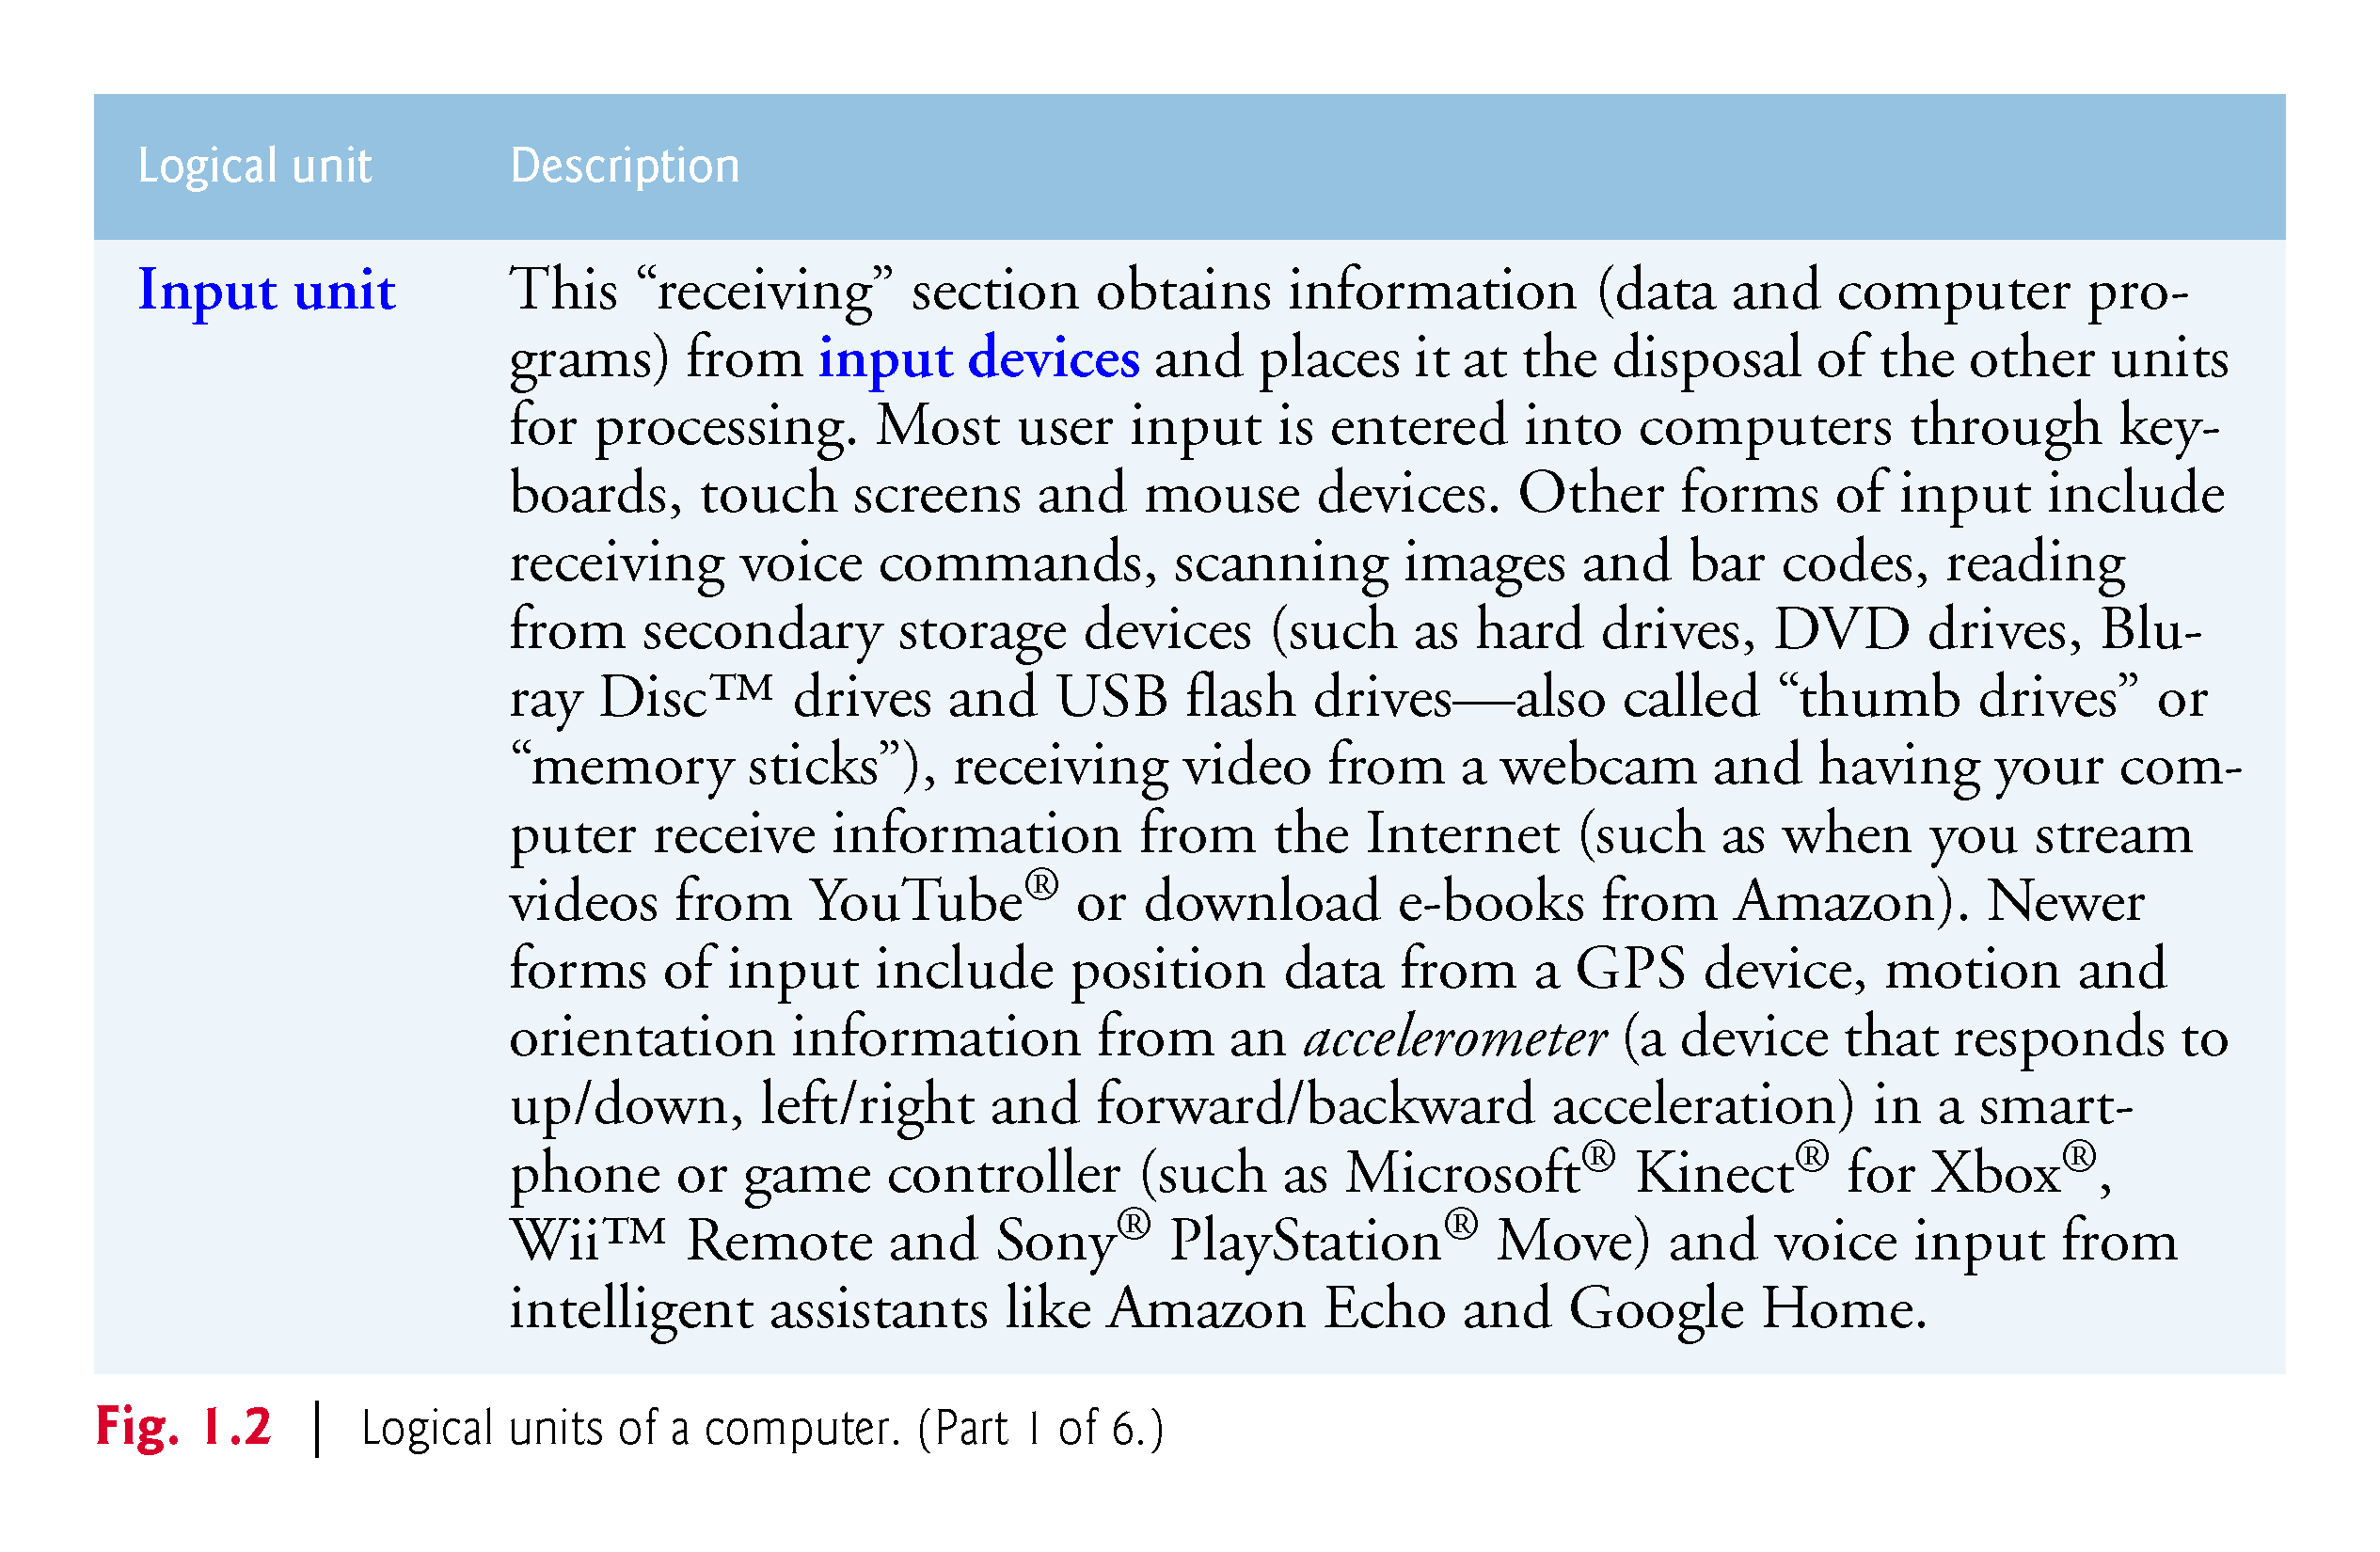 Logical unit Description
Input unit This “receiving” section obtains information (data and computer pro-
grams) from input devices and places it at the disposal of the other units
for processing. Most user input is entered into computers through key-
boards, touch screens and mouse devices. Other forms of input include
receiving voice commands, scanning images and bar codes, reading
from secondary storage devices (such as hard drives, DVD drives, Blu-
ray Disc™ drives and USB flash drives—also called “thumb drives” or
“memory sticks”), receiving video from a webcam and having your com-
puter receive information from the Internet (such as when you stream
videos from YouTube® or download e-books from Amazon). Newer
forms of input include position data from a GPS device, motion and
orientation information from an accelerometer (a device that responds to
up/down, left/right and forward/backward acceleration) in a smart-
phone or game controller (such as Microsoft® Kinect® for Xbox®,
Wii™ Remote and Sony® PlayStation® Move) and voice input from
intelligent assistants like Amazon Echo and Google Home.
Fig. 1.2 | Logical units of a computer. (Part 1 of 6.)